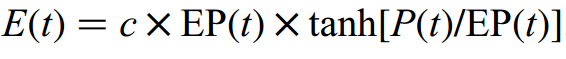 E(t) = c × EP(t) × tanh[P(t)/EP(t)]